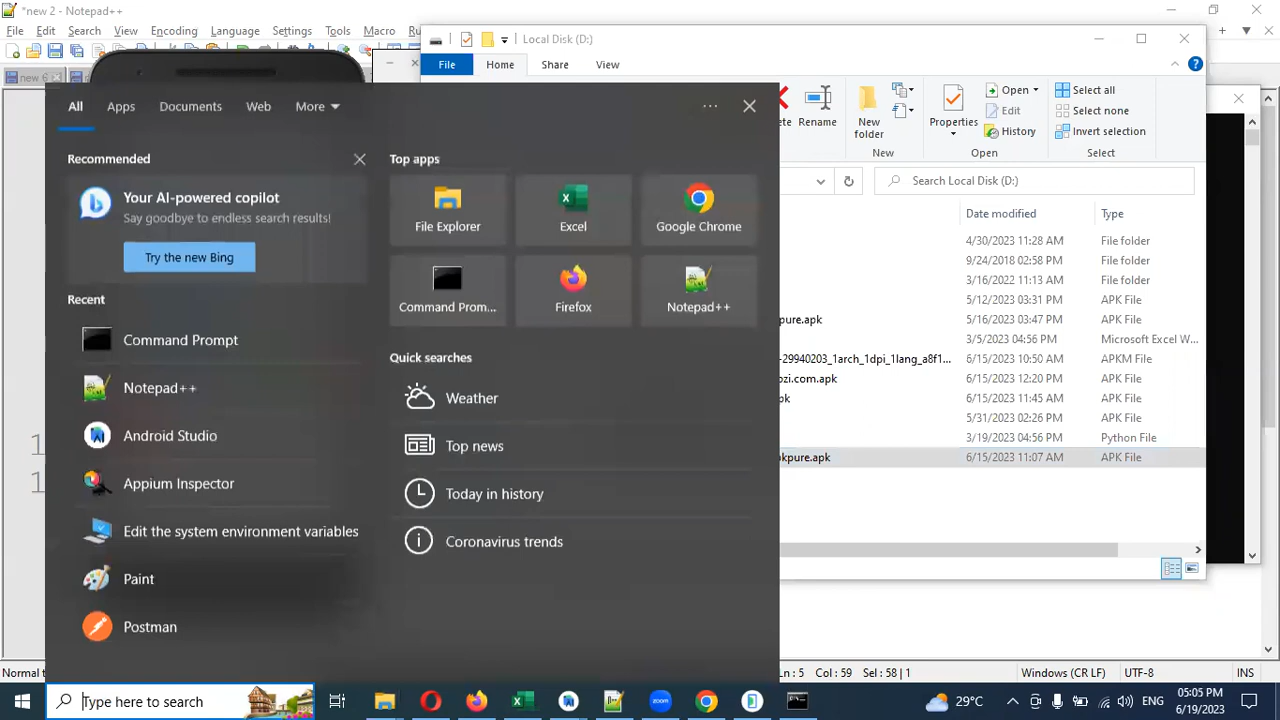 *new 2 - Notepad++
File Edit Search View Encoding Language Settings Tools Macro
new 6
Local Disk (D:)
File Home Share View
Rename
New folder
Properties
Open
Edit
History
Select all
Select none
Invert selection
New
Open
Select
Search Local Disk (D:)
Date modified Type
4/30/2023 11:28 AM File folder
9/24/2018 02:58 PM File folder
3/16/2022 11:13 AM File folder
5/12/2023 03:31 PM APK File
pure.apk 5/16/2023 03:47 PM APK File
3/5/2023 04:56 PM Microsoft Excel W...
-29940203_1arch_1dpi_1lang_a8f1... 6/15/2023 10:50 AM APKM File
ozi.com.apk 6/15/2023 12:20 PM APK File
pk 6/15/2023 11:45 AM APK File
5/31/2023 02:26 PM APK File
3/19/2023 04:56 PM Python File
kpure.apk 6/15/2023 11:07 AM APK File
All Apps Documents Web More
Recommended
Your AI-powered copilot
Say goodbye to endless search results!
Try the new Bing
Recent
Command Prompt
Notepad++
Android Studio
Appium Inspector
Edit the system environment variables
Paint
Postman
Top apps
File Explorer
Excel
Google Chrome
Command Prom...
Firefox
Notepad++
Quick searches
Weather
Top news
Today in history
Coronavirus trends
Ln: 5 Col: 59 Sel: 58 | 1 Windows (CR LF) UTF-8 INS
Type here to search
zoom
29°C
ENG
05:05 PM
6/19/2023